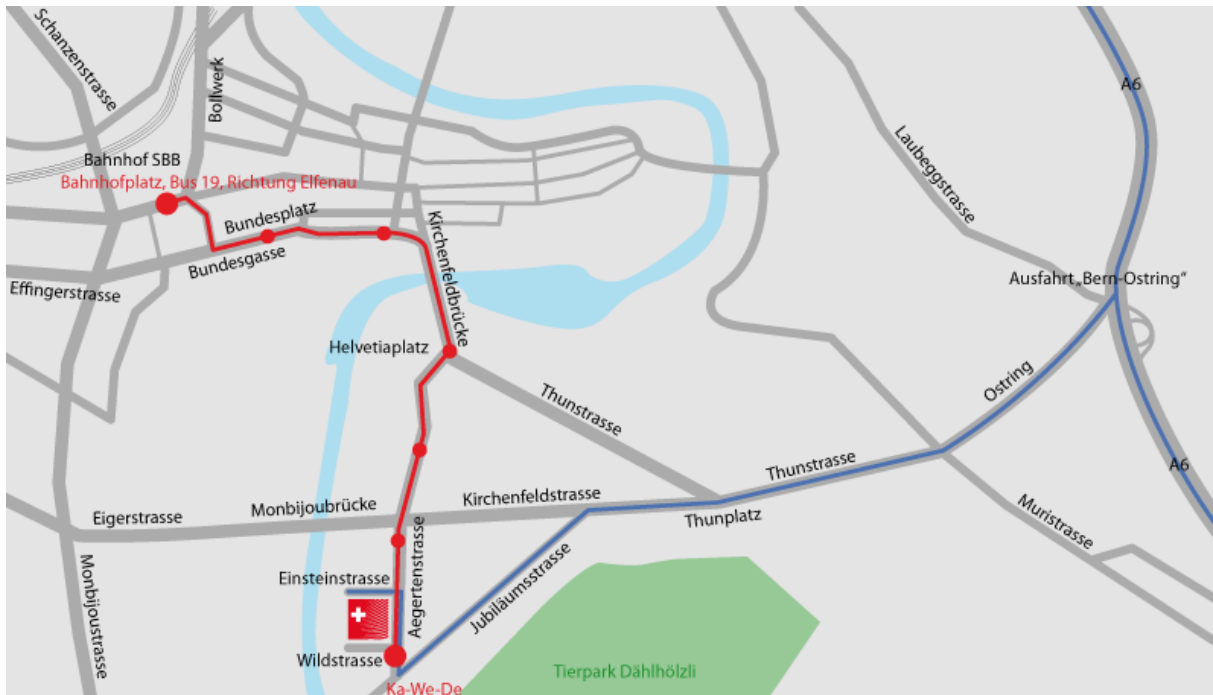 Schanzenstrasse
Bollwerk
A6
Laubeggstrasse
Bahnhof SBB
Bahnhofplatz, Bus 19, Richtung Elfenau
Bundesplatz
Kirchenfeldbrücke
Bundesgasse
Effingerstrasse
Ausfahrt „Bern-Ostring“
Helvetiaplatz
Thunstrasse
Ostring
Thunstrasse
A6
Kirchenfeldstrasse
Monbijoubrücke
Eigerstrasse
Thunplatz
Muristrasse
Monbijoustrasse
Einsteinstrasse
Aegertenstrasse
Jubiläumsstrasse
Wildstrasse
Tierpark Dählhölzli
Ka-We-De